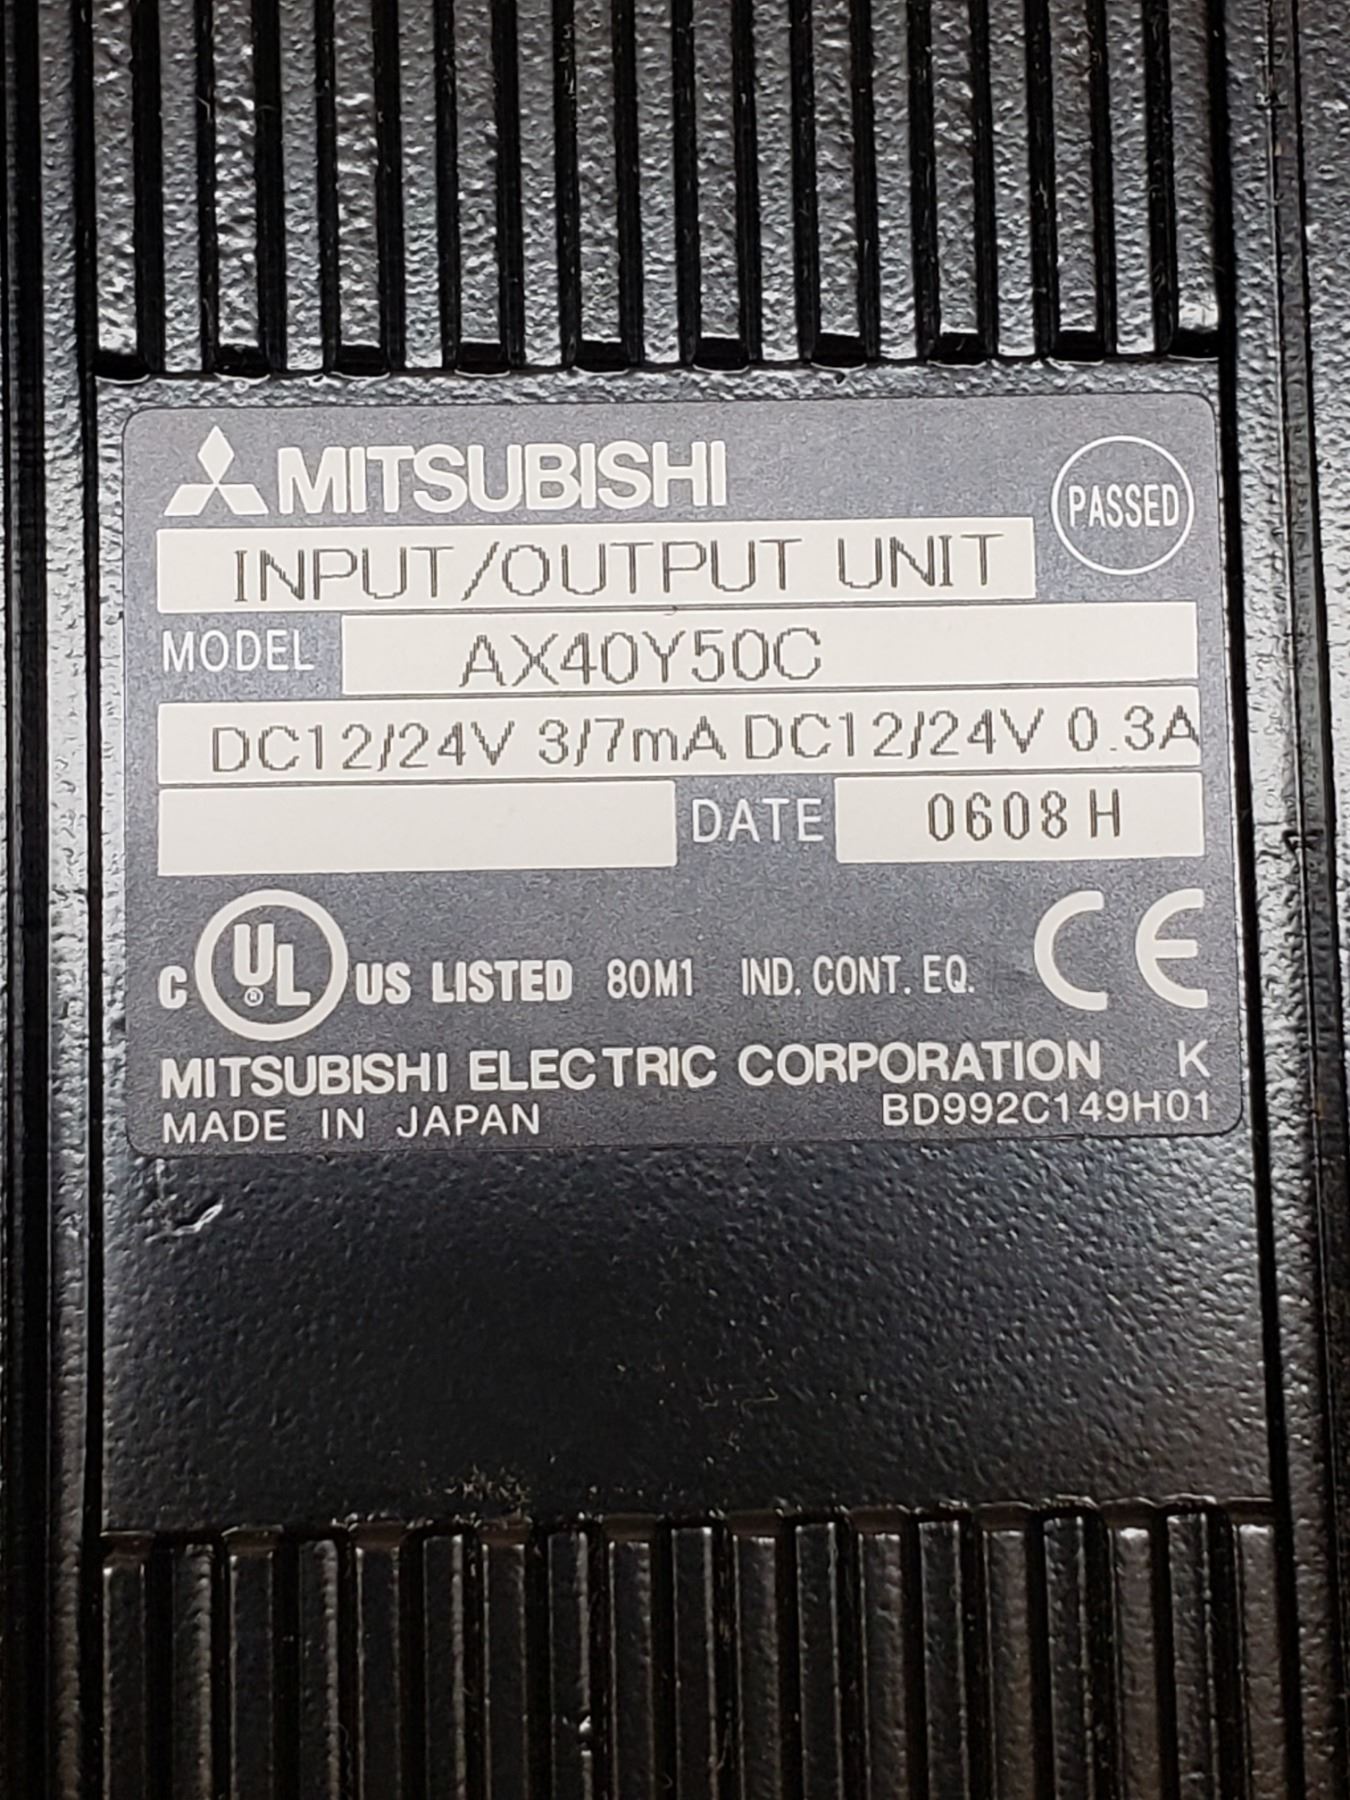 MITSUBISHI
PASSED
INPUT/OUTPUT UNIT
MODEL AX40Y50C
DC12/24V 3/7mA DC12/24V 0.3A
DATE 0608H
C UL® US LISTED 80M1 IND. CONT. EQ. CE
MITSUBISHI ELECTRIC CORPORATION K
MADE IN JAPAN BD992C149H01